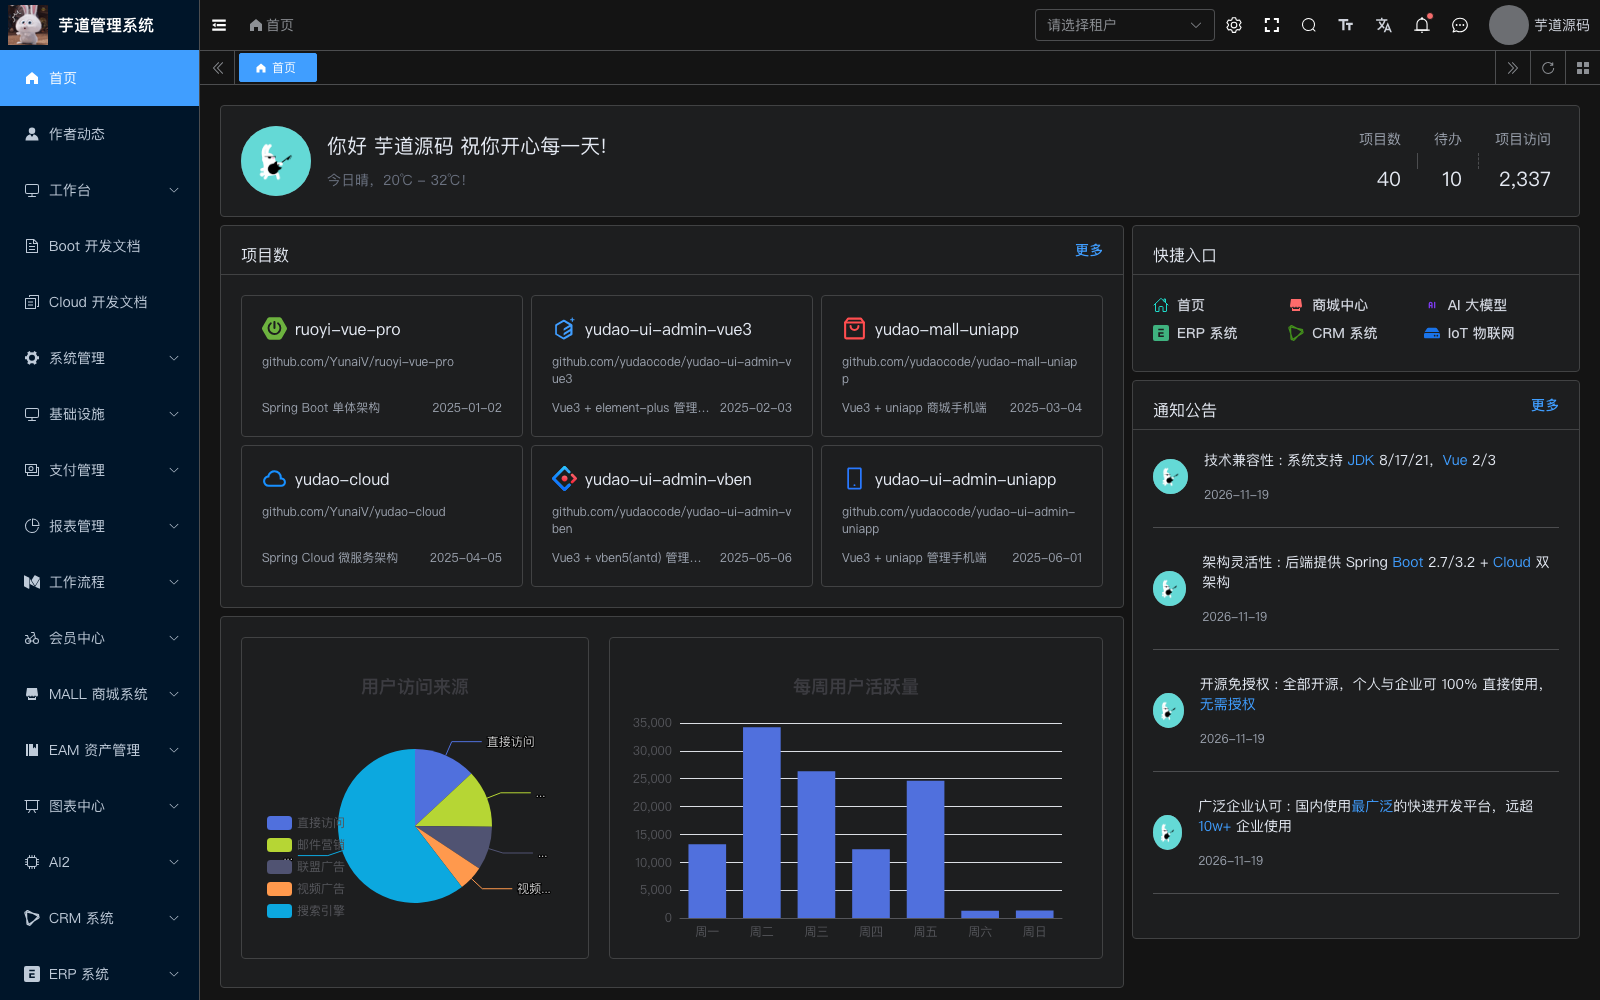 芋道管理系统
首页
请选择租户
芋道源码
首页
首页
作者动态
工作台
Boot 开发文档
Cloud 开发文档
系统管理
基础设施
支付管理
报表管理
工作流程
会员中心
MALL 商城系统
EAM 资产管理
图表中心
AI2
CRM 系统
ERP 系统
你好 芋道源码 祝你开心每一天!
今日晴，20℃ - 32℃!
项目数
40
待办
10
项目访问
2,337
项目数
更多
ruoyi-vue-pro
github.com/YunaiV/ruoyi-vue-pro
Spring Boot 单体架构
2025-01-02
yudao-ui-admin-vue3
github.com/yudaocode/yudao-ui-admin-v
ue3
Vue3 + element-plus 管理...
2025-02-03
yudao-mall-uniapp
github.com/yudaocode/yudao-mall-uniap
p
Vue3 + uniapp 商城手机端
2025-03-04
yudao-cloud
github.com/YunaiV/yudao-cloud
Spring Cloud 微服务架构
2025-04-05
yudao-ui-admin-vben
github.com/yudaocode/yudao-ui-admin-v
ben
Vue3 + vben5(antd) 管理...
2025-05-06
yudao-ui-admin-uniapp
github.com/yudaocode/yudao-ui-admin-
uniapp
Vue3 + uniapp 管理手机端
2025-06-01
用户访问来源
直接访问
...
...
视频...
...
直接访问
邮件营销
联盟广告
视频广告
搜索引擎
每周用户活跃量
35,000
30,000
25,000
20,000
15,000
10,000
5,000
0
周一
周二
周三
周四
周五
周六
周日
快捷入口
首页
商城中心
AI
AI 大模型
ERP 系统
CRM 系统
IoT 物联网
通知公告
更多
技术兼容性 : 系统支持 JDK 8/17/21，Vue 2/3
2026-11-19
架构灵活性 : 后端提供 Spring Boot 2.7/3.2 + Cloud 双
架构
2026-11-19
开源免授权 : 全部开源，个人与企业可 100% 直接使用，
无需授权
2026-11-19
广泛企业认可 : 国内使用最广泛的快速开发平台，远超
10w+ 企业使用
2026-11-19